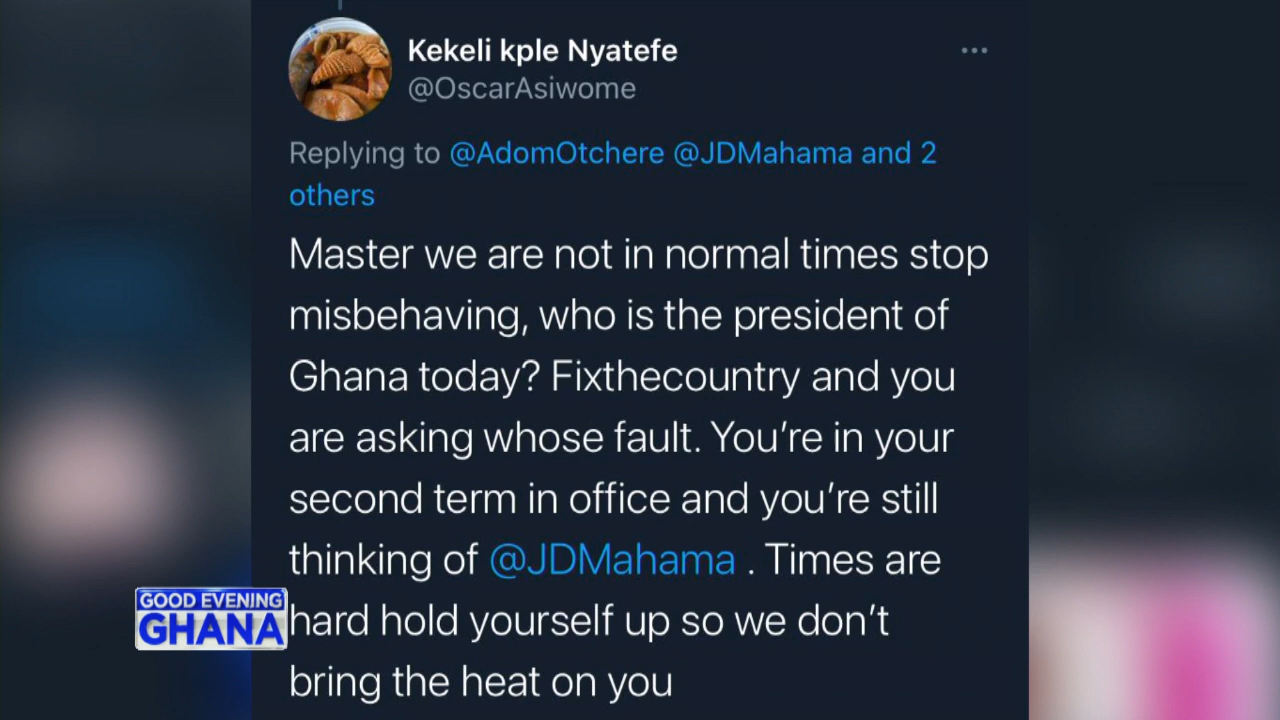 Kekeli kple Nyatefe
@OscarAsiwome
Replying to @AdomOtchere @JDMahama and 2
others
Master we are not in normal times stop
misbehaving, who is the president of
Ghana today? Fixthecountry and you
are asking whose fault. You're in your
second term in office and you're still
thinking of @JDMahama . Times are
hard hold yourself up so we don't
bring the heat on you
GOOD EVENING
GHANA